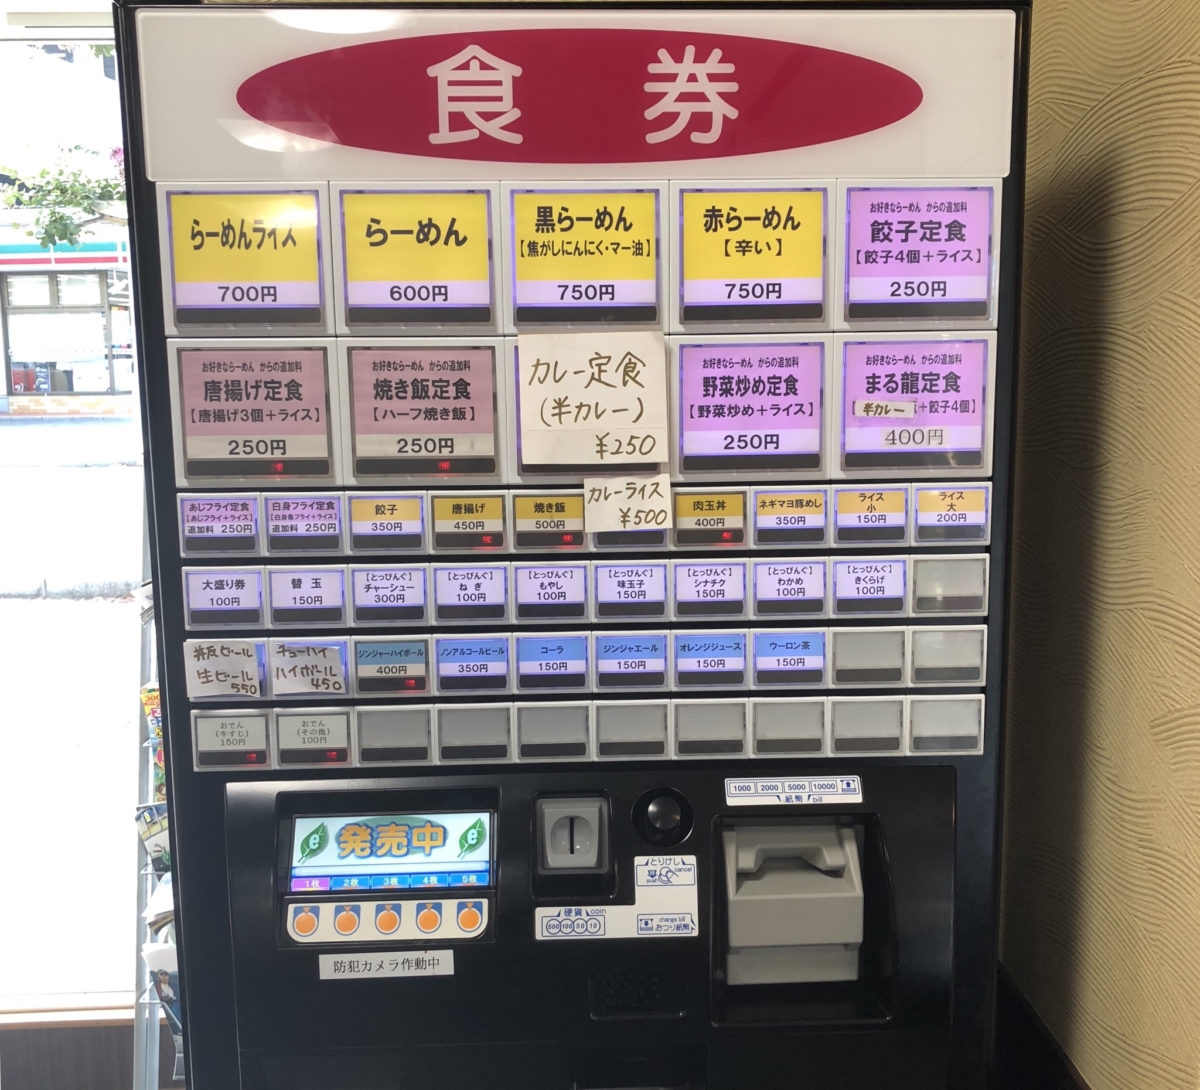 食券
らーめんライス
700円
らーめん
600円
黒らーめん
【焦がしにんにく・マー油】
750円
赤らーめん
【辛い】
750円
お好きならーめん からの追加料
餃子定食
【餃子4個＋ライス】
250円
お好きならーめん からの追加料
唐揚げ定食
【唐揚げ3個＋ライス】
250円
お好きならーめん からの追加料
焼き飯定食
【ハーフ焼き飯】
250円
カレー定食
(半カレー)
¥250
お好きならーめん からの追加料
野菜炒め定食
【野菜炒め＋ライス】
250円
お好きならーめん からの追加料
まる龍定食
【半カレー＋餃子4個】
400円
あじフライ定食
【あじフライ＋ライス】
追加料 250円
白身フライ定食
【白身魚フライ＋ライス】
追加料 250円
餃子
350円
唐揚げ
450円
焼き飯
500円
カレーライス
¥500
肉玉丼
400円
ネギマヨ豚めし
350円
ライス
小
150円
ライス
大
200円
大盛り券
100円
替玉
150円
【とっぴんぐ】
チャーシュー
300円
【とっぴんぐ】
ねぎ
100円
【とっぴんぐ】
もやし
100円
【とっぴんぐ】
味玉子
150円
【とっぴんぐ】
シナチク
150円
【とっぴんぐ】
わかめ
100円
【とっぴんぐ】
きくらげ
100円
瓶ビール
生ビール
550
チューハイ
ハイボール
450
ジンジャーハイボール
400円
ノンアルコールビール
350円
コーラ
150円
ジンジャエール
150円
オレンジジュース
150円
ウーロン茶
150円
おでん
(牛すじ)
150円
おでん
(その他)
100円
発売中
1枚 2枚 3枚 4枚 5枚
防犯カメラ作動中
硬貨 coin
500 100 50 10
とりけし
push cancel
change bill
おつり紙幣
1000 2000 5000 10000
紙幣 bill